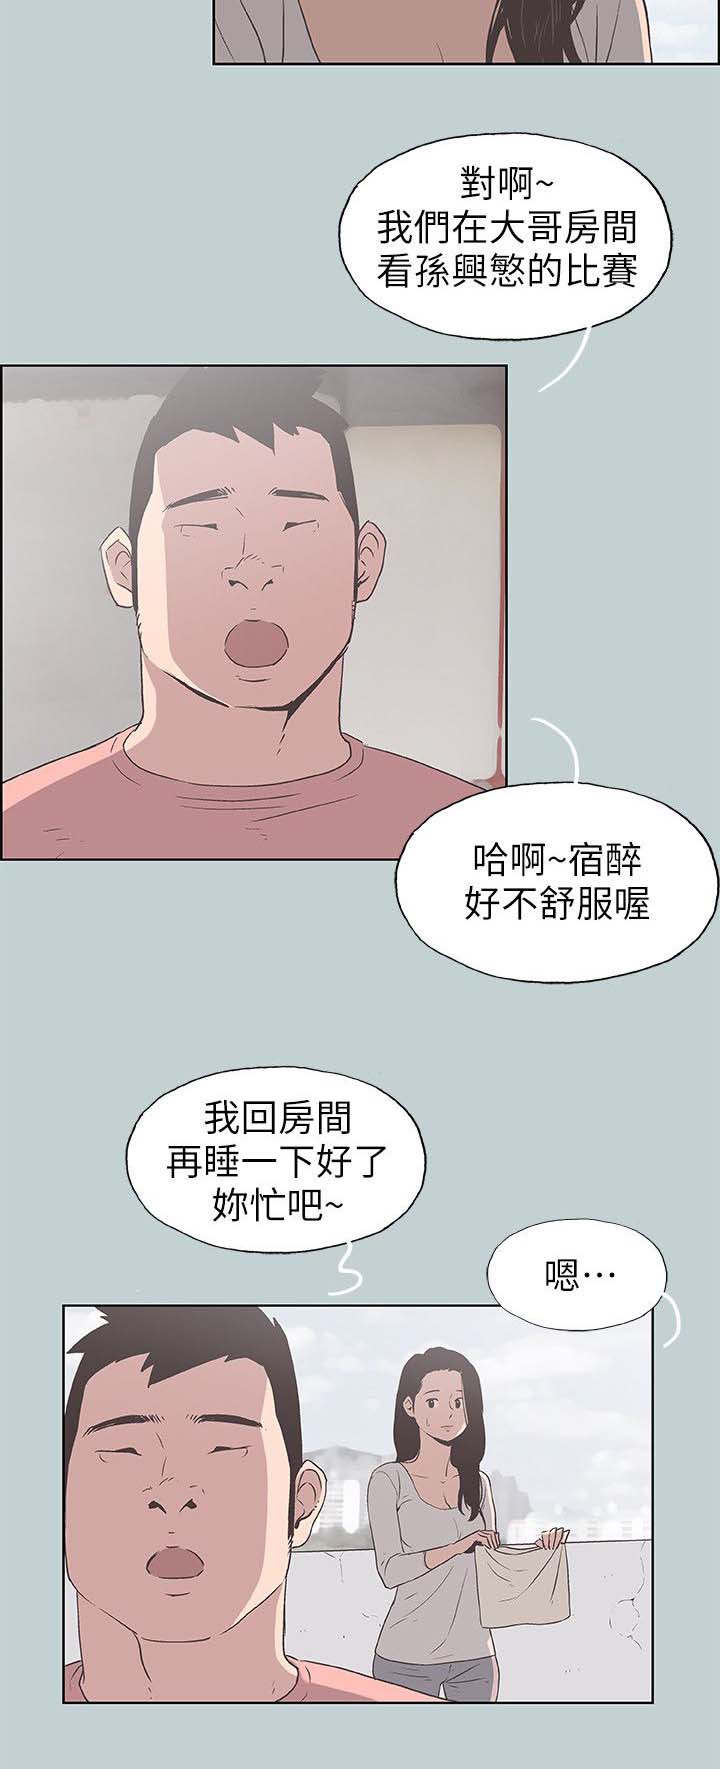 對啊~
我們在大哥房間
看孫興慜的比賽
哈啊~宿醉
好不舒服喔
我回房間
再睡一下好了
妳忙吧~
嗯⋯